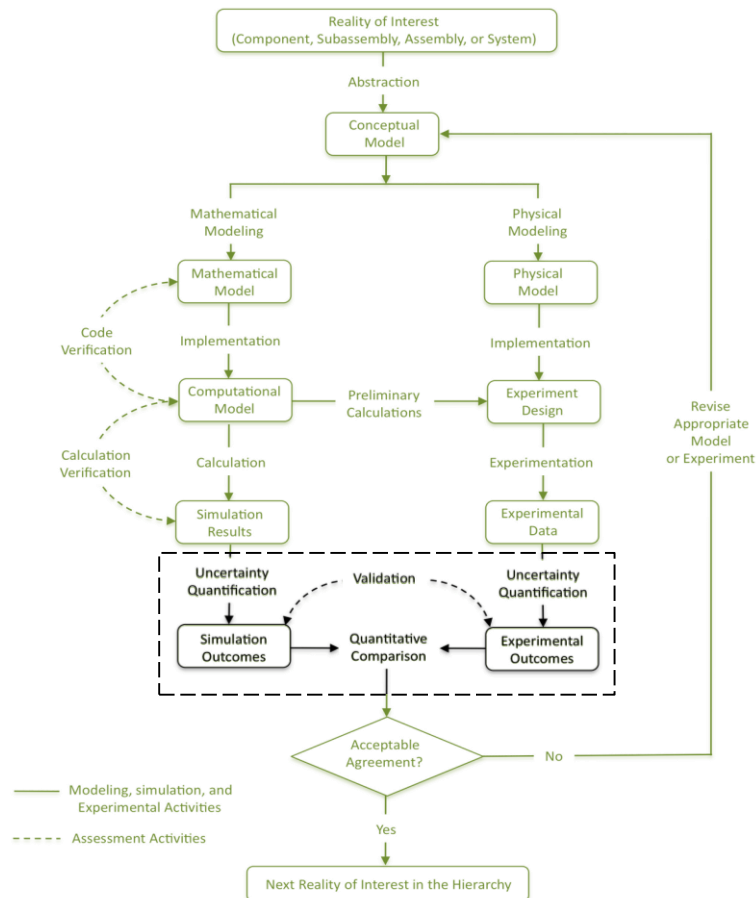 Reality of Interest
(Component, Subassembly, Assembly, or System)
Abstraction
Conceptual
Model
Mathematical
Modeling
Physical
Modeling
Mathematical
Model
Physical
Model
Code
Verification
Implementation
Implementation
Computational
Model
Preliminary
Calculations
Experiment
Design
Revise
Appropriate
Model
or Experiment
Calculation
Verification
Calculation
Experimentation
Simulation
Results
Experimental
Data
Uncertainty
Quantification
Validation
Uncertainty
Quantification
Simulation
Outcomes
Quantitative
Comparison
Experimental
Outcomes
Acceptable
Agreement?
No
Modeling, simulation, and
Experimental Activities
Assessment Activities
Yes
Next Reality of Interest in the Hierarchy